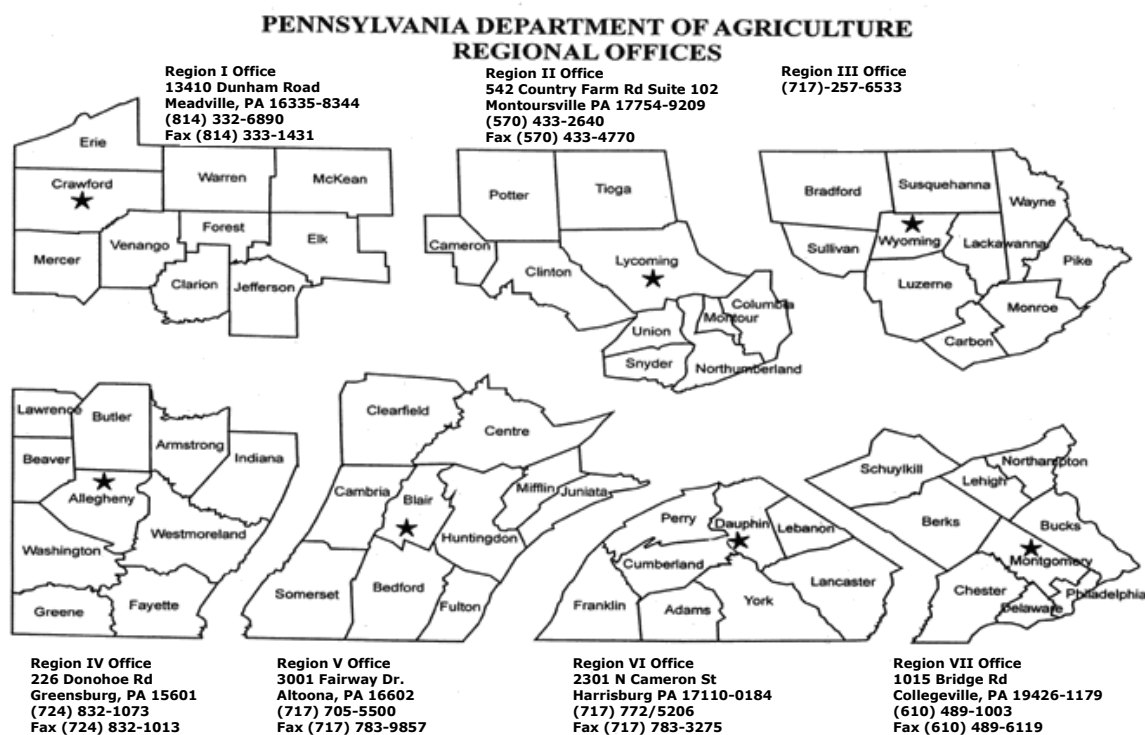 PENNSYLVANIA DEPARTMENT OF AGRICULTURE
REGIONAL OFFICES
Region I Office
13410 Dunham Road
Meadville, PA 16335-8344
(814) 332-6890
Fax (814) 333-1431
Region II Office
542 Country Farm Rd Suite 102
Montoursville PA 17754-9209
(570) 433-2640
Fax (570) 433-4770
Region III Office
(717)-257-6533
Erie
Crawford
Warren
McKean
Mercer
Venango
Forest
Elk
Clarion
Jefferson
Potter
Tioga
Cameron
Clinton
Lycoming
Columbia
Montour
Union
Snyder
Northumberland
Bradford
Susquehanna
Wayne
Sullivan
Wyoming
Lackawanna
Pike
Luzerne
Monroe
Carbon
Lawrence
Butler
Armstrong
Beaver
Indiana
Allegheny
Washington
Westmoreland
Greene
Fayette
Clearfield
Centre
Cambria
Blair
Mifflin
Juniata
Huntingdon
Somerset
Bedford
Fulton
Perry
Dauphin
Lebanon
Cumberland
Lancaster
Franklin
Adams
York
Schuylkill
Northampton
Lehigh
Berks
Bucks
Montgomery
Chester
Philadelphia
Delaware
Region IV Office
226 Donohoe Rd
Greensburg, PA 15601
(724) 832-1073
Fax (724) 832-1013
Region V Office
3001 Fairway Dr.
Altoona, PA 16602
(717) 705-5500
Fax (717) 783-9857
Region VI Office
2301 N Cameron St
Harrisburg PA 17110-0184
(717) 772/5206
Fax (717) 783-3275
Region VII Office
1015 Bridge Rd
Collegeville, PA 19426-1179
(610) 489-1003
Fax (610) 489-6119